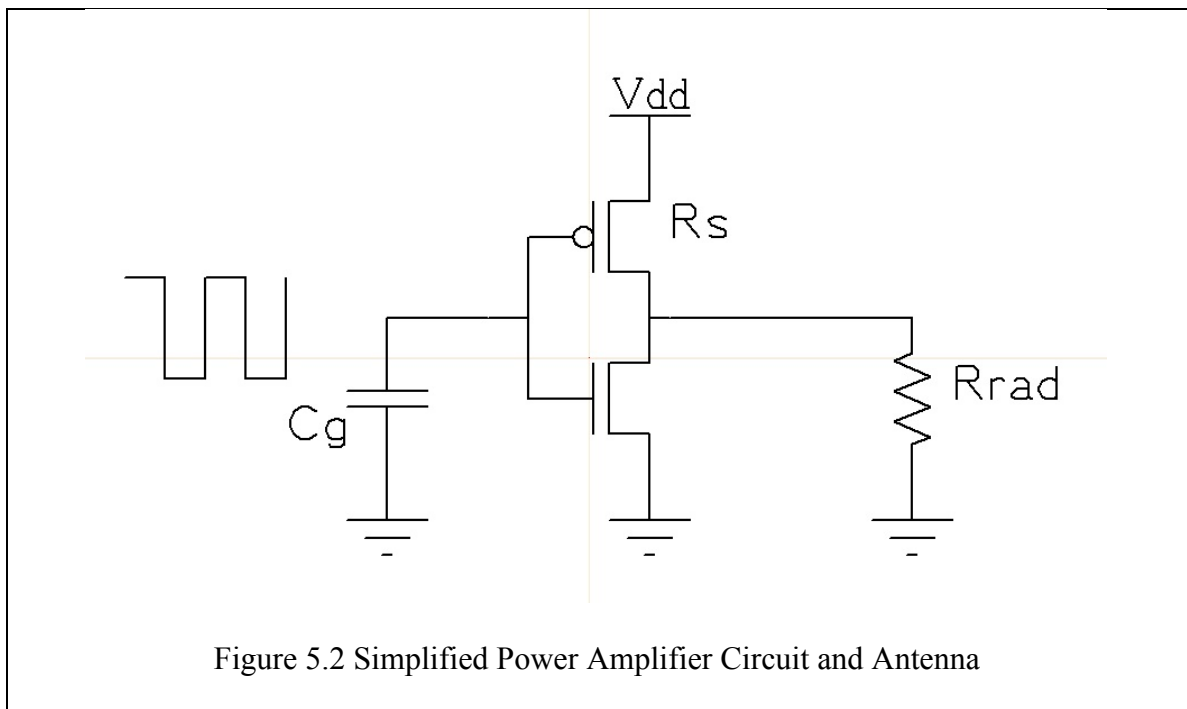 Vdd
Rs
Rrad
Cg
Figure 5.2 Simplified Power Amplifier Circuit and Antenna